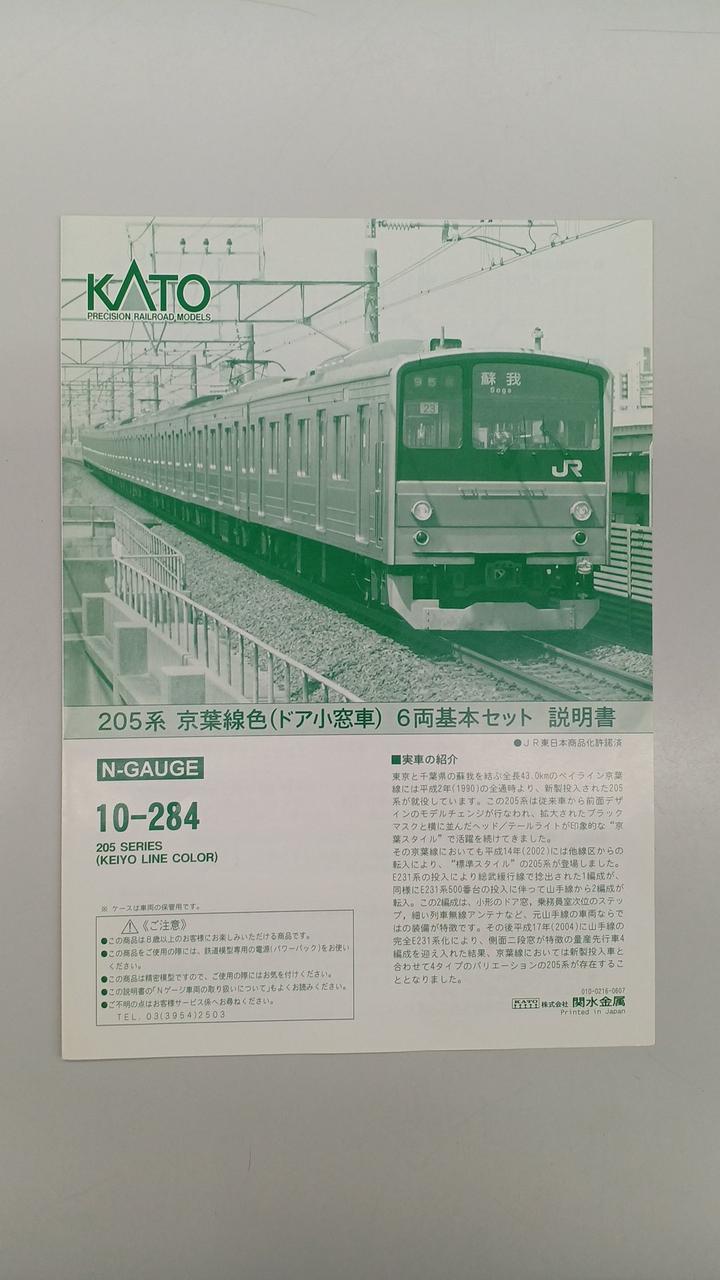 KATO
PRECISION RAILROAD MODELS
蘇我
Soga
JR
205系 京葉線色(ドア小窓車) 6両基本セット 説明書
●JR東日本商品化許諾済
N-GAUGE
10-284
205 SERIES
(KEIYO LINE COLOR)
※ ケースは車両の保管用です。
《ご注意》
●この商品は8歳以上のお客様にお楽しみいただける商品です。
●この商品をご使用の際には、鉄道模型専用の電源(パワーパック)をお使い
ください。
●この商品は精密模型ですので、ご使用の際にはお気を付けください。
●この説明書の「Nゲージ車両の取り扱いについて」もよくお読みください。
●ご不明の点はお客様サービス係へお尋ねください。
TEL. 03(3954)2503
■実車の紹介
東京と千葉県の蘇我を結ぶ全長43.0kmのベイライン京葉
線には平成2年(1990)の全通時より、新製投入された205
系が就役しています。この205系は従来車から前面デザ
インのモデルチェンジが行なわれ、拡大されたブラック
マスクと横に並んだヘッド/テールライトが印象的な“京
葉スタイル”で活躍を続けてきました。
その京葉線においても平成14年(2002)には他線区からの
転入により、“標準スタイル”の205系が登場しました。
E231系の投入により総武緩行線で捻出された1編成が、
同様にE231系500番台の投入に伴って山手線から2編成が
転入。この2編成は、小形のドア窓，乗務員室次位のステッ
プ，細い列車無線アンテナなど、元山手線の車両ならで
はの装備が特徴です。その後平成17年(2004)に山手線の
完全E231系化により、側面二段窓が特徴の量産先行車4
編成を迎え入れた結果、京葉線においては新製投入車と
合わせて4タイプのバリエーションの205系が存在するこ
ととなりました。
010-0216-0607
KATO 株式会社 関水金属
Printed in Japan